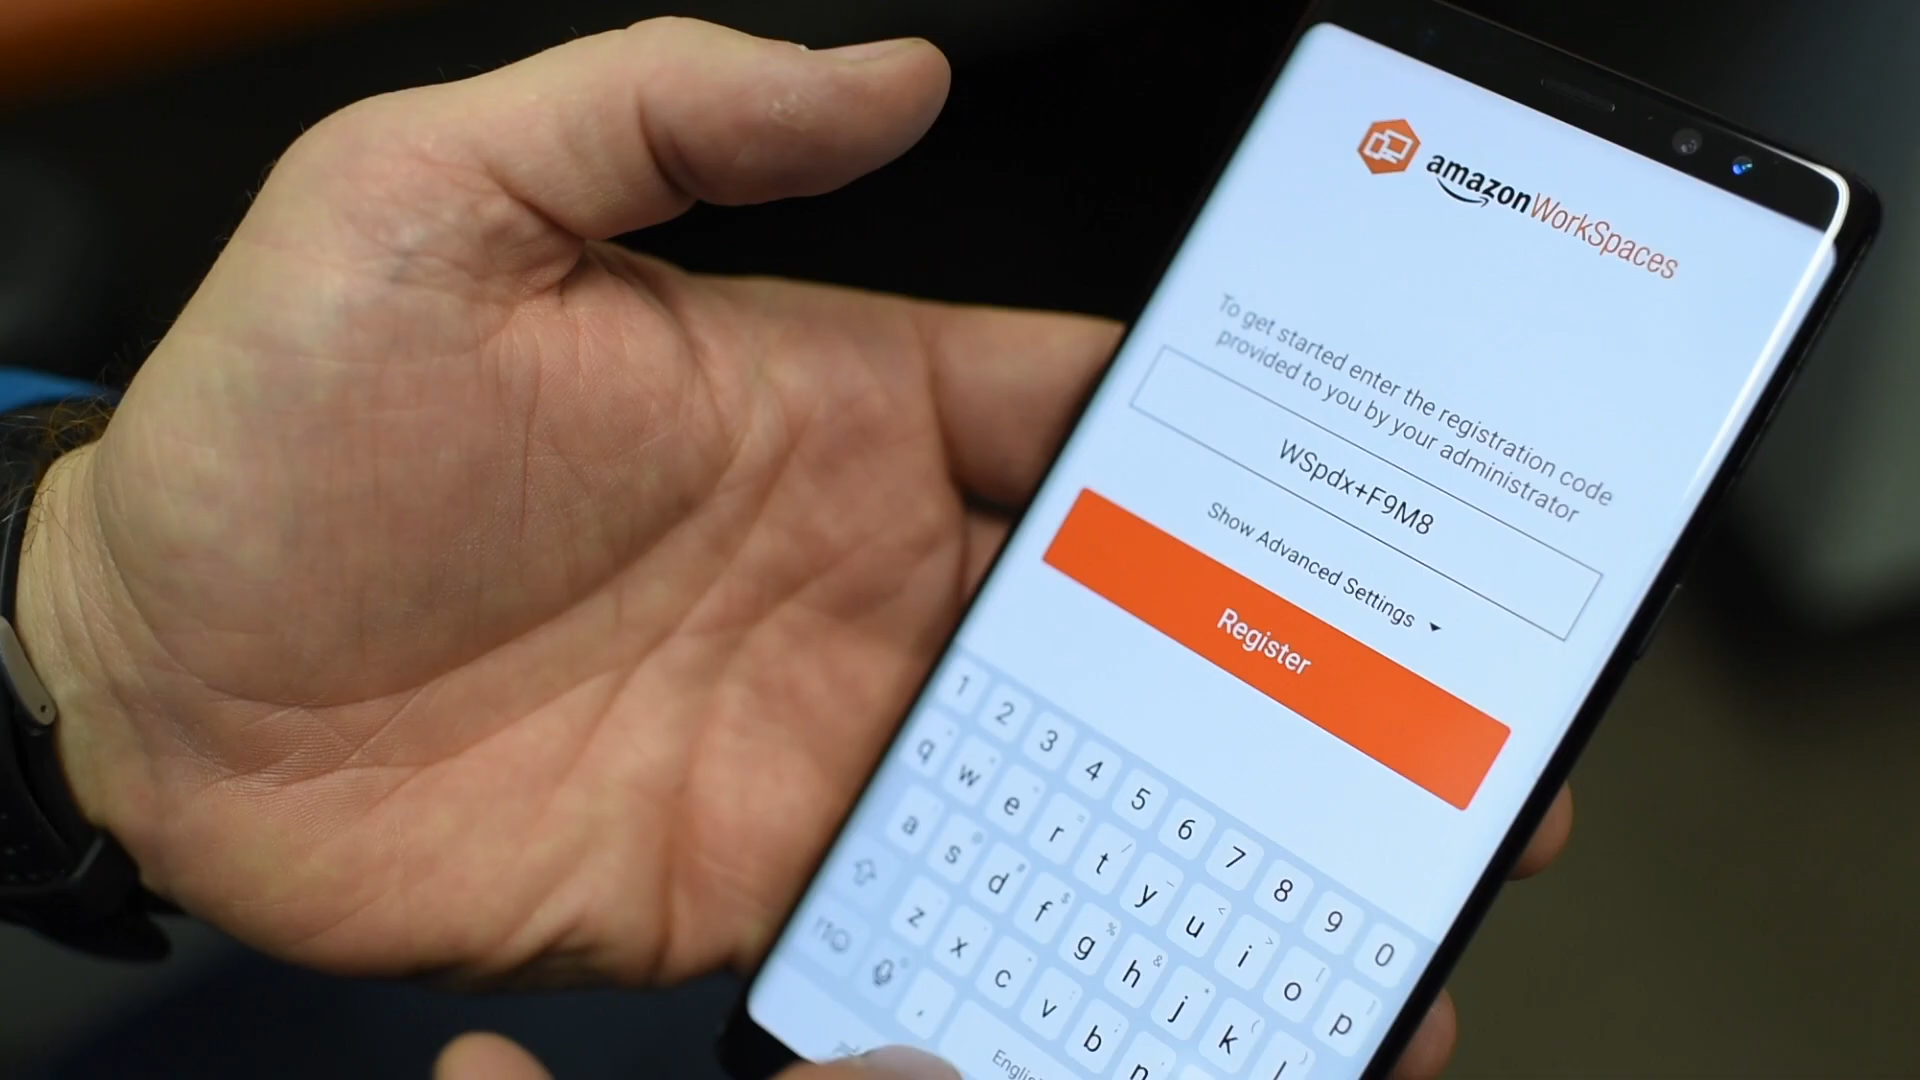 amazon WorkSpaces
To get started enter the registration code
provided to you by your administrator
WSpdx+F9M8
Show Advanced Settings
Register
1 2 3 4 5 6 7 8 9 0
q w e r t y u i o p
a s d f g h j k l
z x c v b n
!1☺ ,